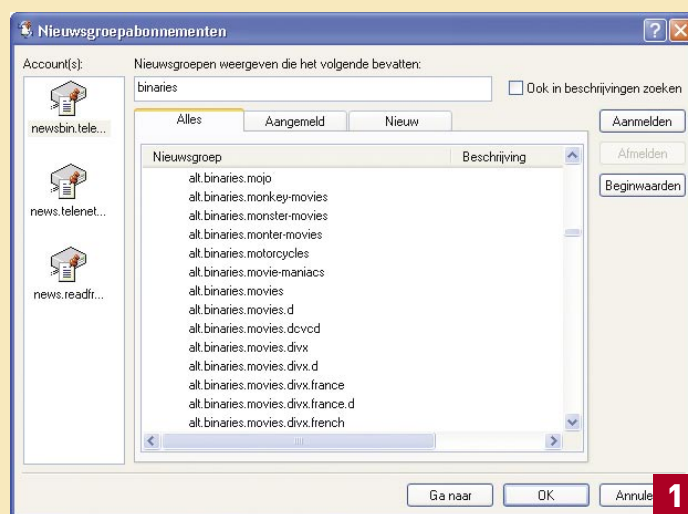 Nieuwsgroepabonnementen
Account(s):
Nieuwsgroepen weergeven die het volgende bevatten:
binaries
Ook in beschrijvingen zoeken
newsbin.tele...
news.telenet...
news.readfr...
Alles
Aangemeld
Nieuw
Nieuwsgroep
Beschrijving
alt.binaries.mojo
alt.binaries.monkey-movies
alt.binaries.monster-movies
alt.binaries.monter-movies
alt.binaries.motorcycles
alt.binaries.movie-maniacs
alt.binaries.movies
alt.binaries.movies.d
alt.binaries.movies.dcvcd
alt.binaries.movies.divx
alt.binaries.movies.divx.d
alt.binaries.movies.divx.france
alt.binaries.movies.divx.france.d
alt.binaries.movies.divx.french
Aanmelden
Afmelden
Beginwaarden
Ga naar
OK
Annule
1